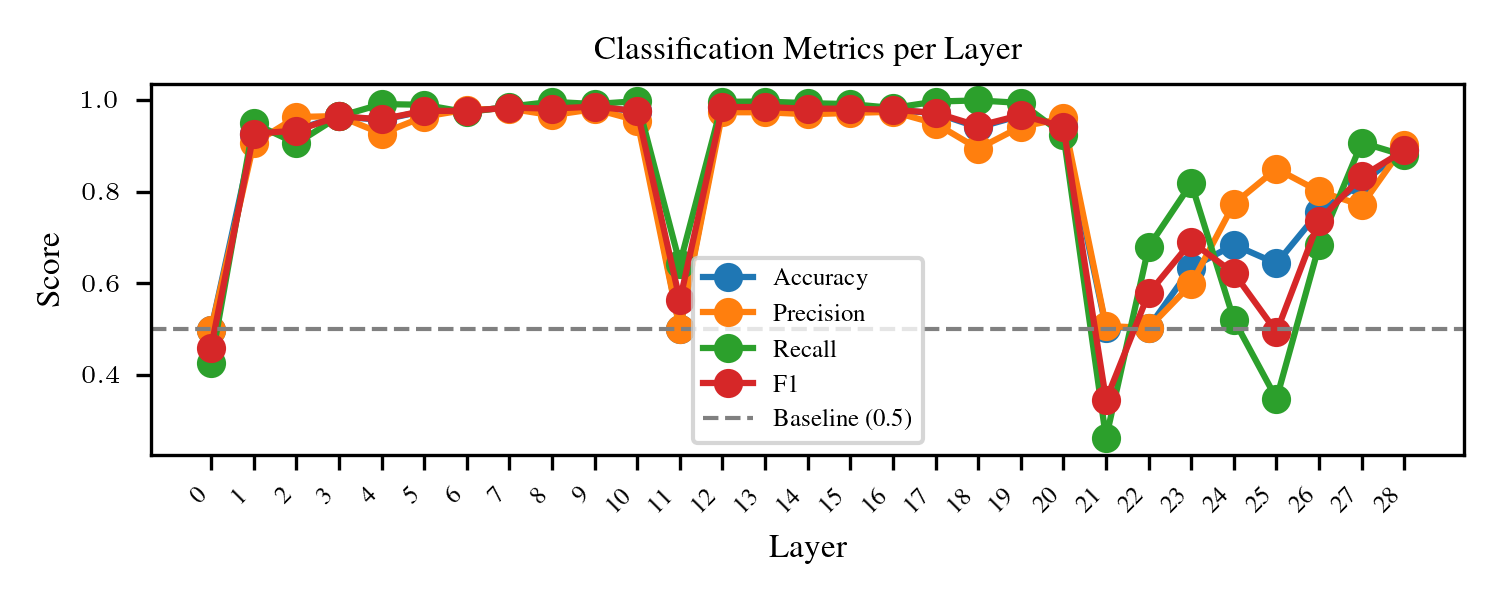 Classification Metrics per Layer
Score
1.0
0.8
0.6
0.4
Accuracy
Precision
Recall
F1
Baseline (0.5)
0 1 2 3 4 5 6 7 8 9 10 11 12 13 14 15 16 17 18 19 20 21 22 23 24 25 26 27 28
Layer